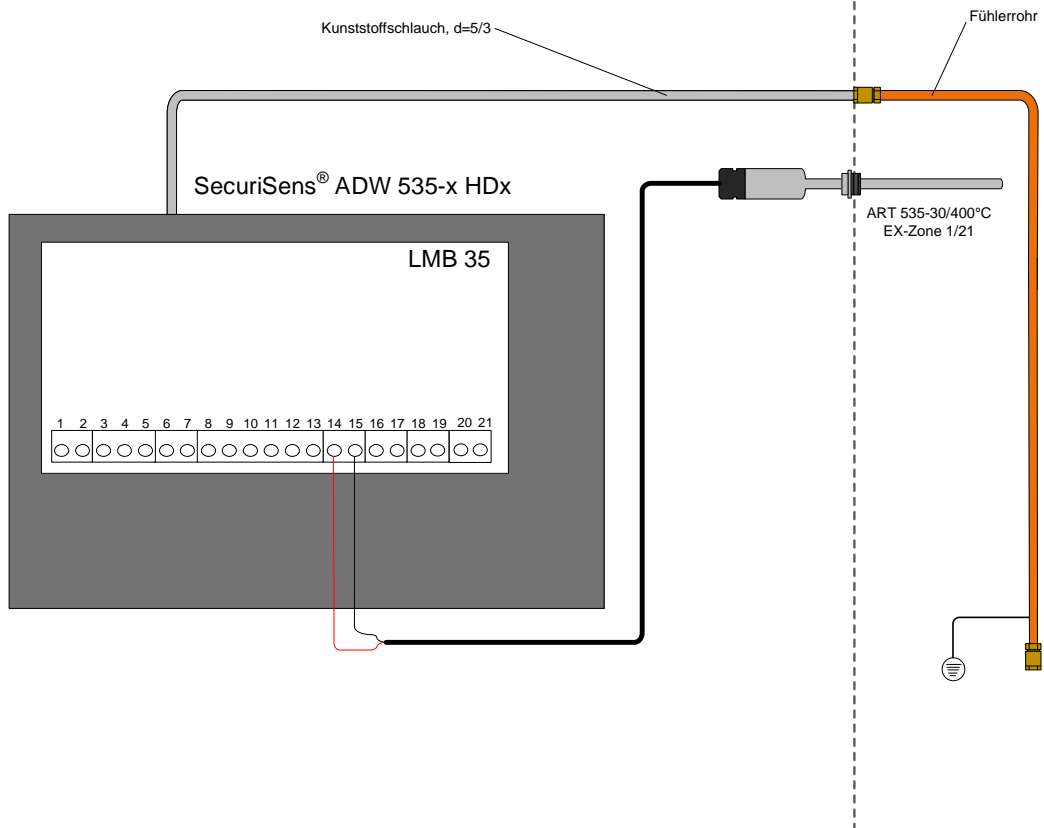 Kunststoffschlauch, d=5/3
Fühlerrohr
SecuriSens® ADW 535-x HDx
ART 535-30/400°C
EX-Zone 1/21
LMB 35
1 2 3 4 5 6 7 8 9 10 11 12 13 14 15 16 17 18 19 20 21